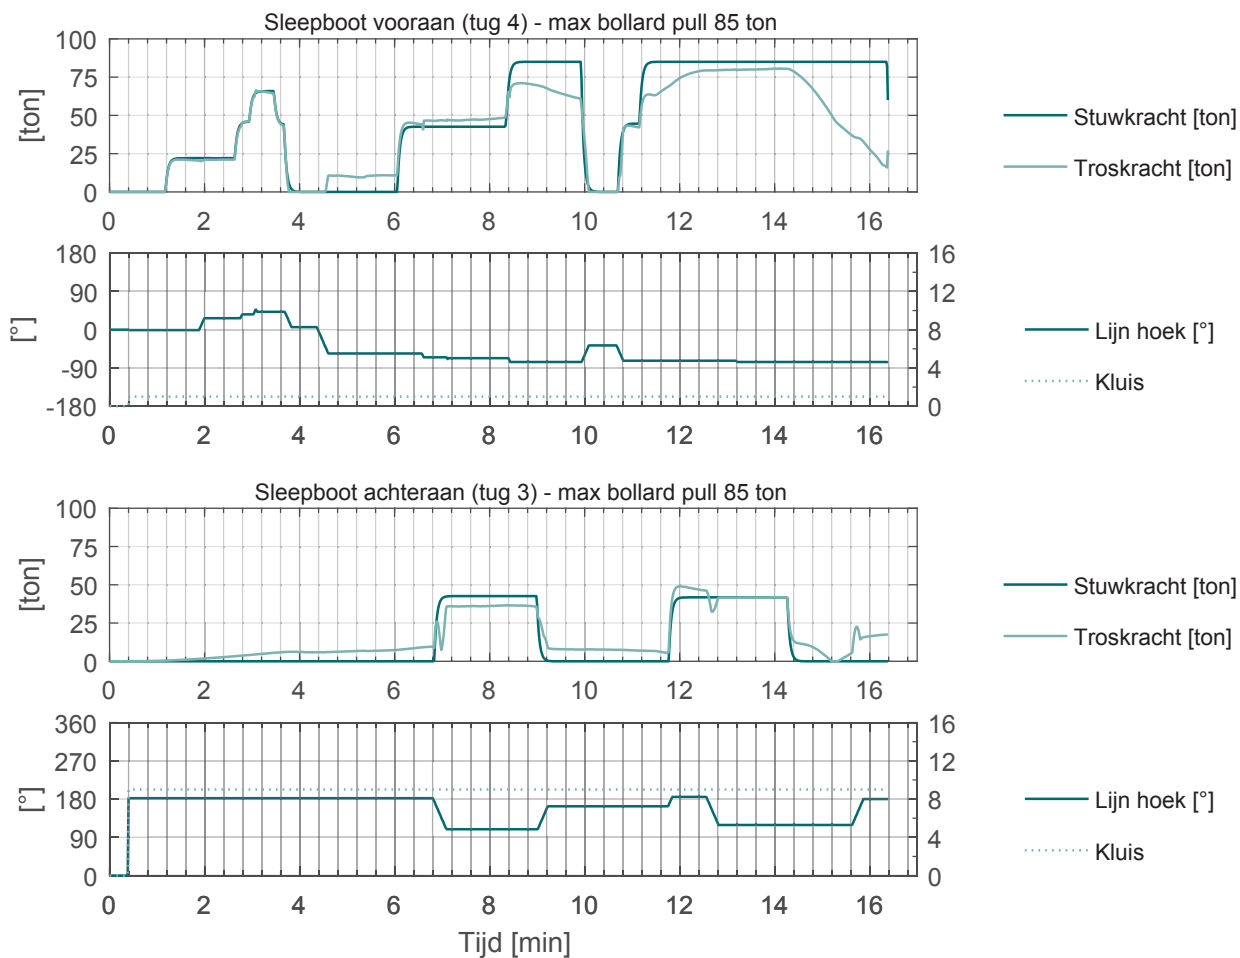 Sleepboot vooraan (tug 4) - max bollard pull 85 ton
100
75
50
25
0
[ton]
0 2 4 6 8 10 12 14 16
Stuwkracht [ton]
Troskracht [ton]
180
90
0
-90
-180
[°]
16
12
8
4
0
0 2 4 6 8 10 12 14 16
Lijn hoek [°]
Kluis
Sleepboot achteraan (tug 3) - max bollard pull 85 ton
100
75
50
25
0
[ton]
0 2 4 6 8 10 12 14 16
Stuwkracht [ton]
Troskracht [ton]
360
270
180
90
0
[°]
16
12
8
4
0
0 2 4 6 8 10 12 14 16
Lijn hoek [°]
Kluis
Tijd [min]